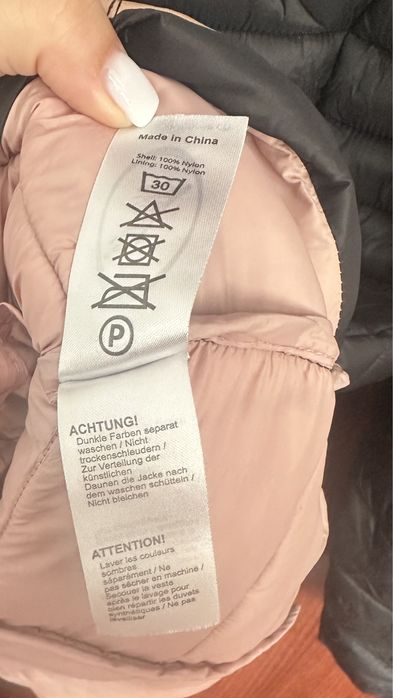 Made in China
Shell: 100% Nylon
Lining: 100% Nylon
30
P
ACHTUNG!
Dunkle Farben separat
waschen / Nicht
trockenschleudern /
Zur Verteilung der
künstlichen
Daunen die Jacke nach
dem waschen schütteln /
Nicht bleichen
ATTENTION!
Laver les couleurs
sombres
séparément / Ne
pas sécher en machine /
Secouer la veste
après le lavage pour
bien répartir les duvets
synthétiques / Ne pas